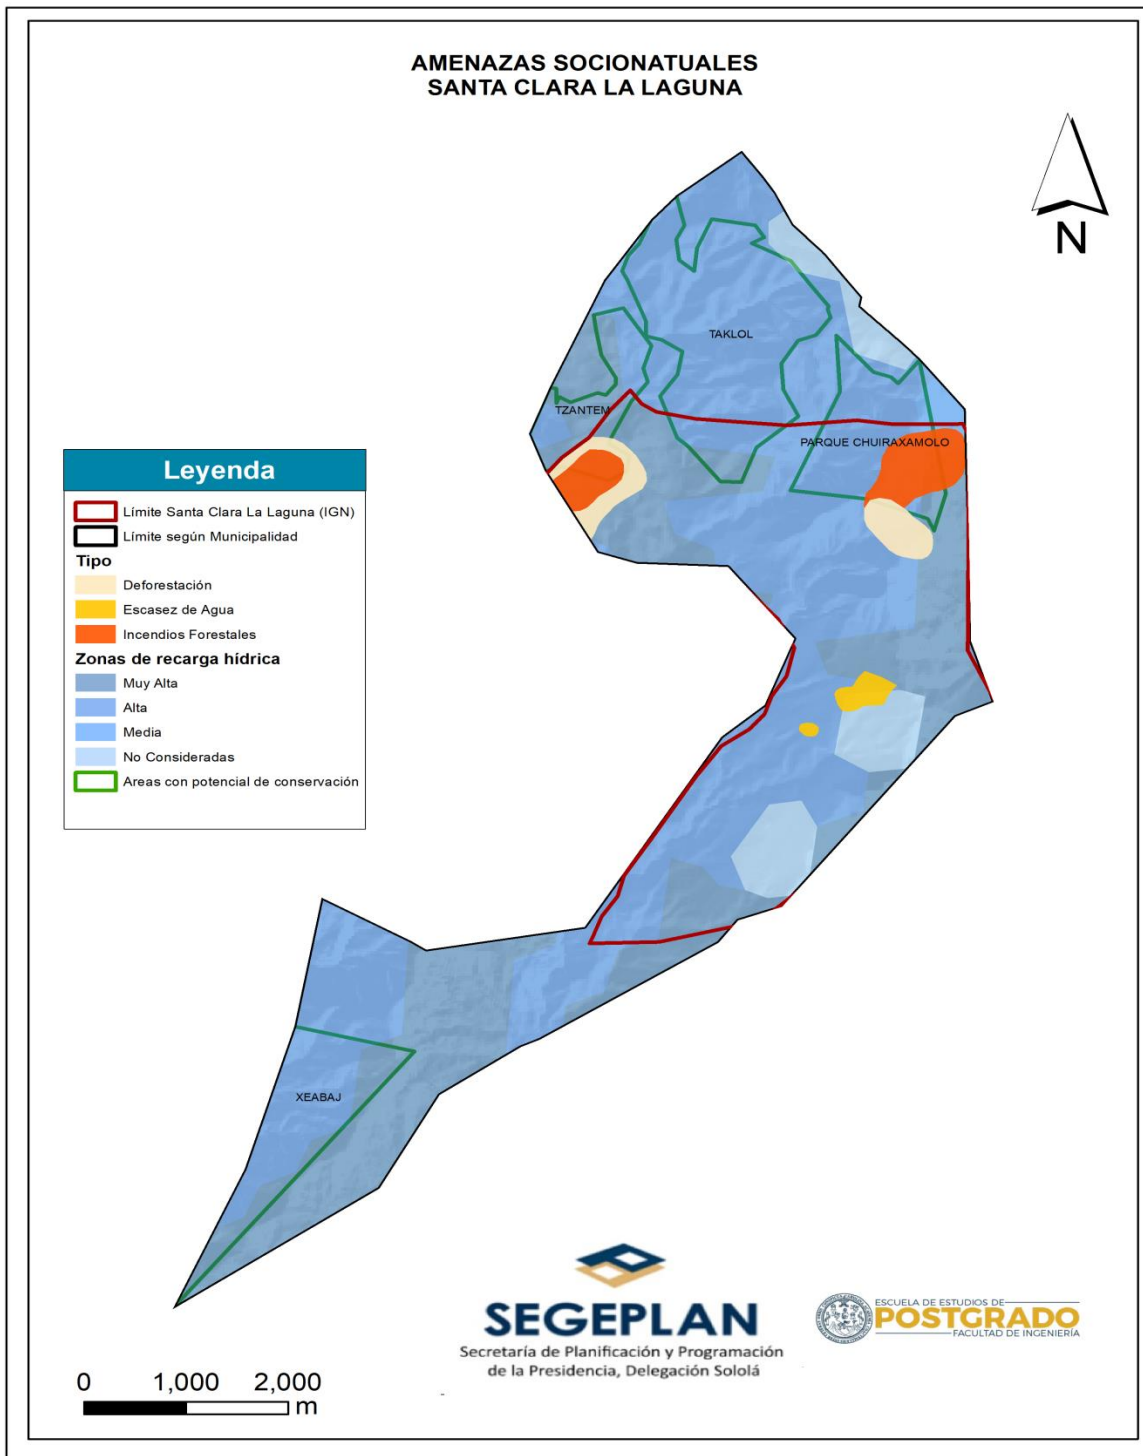 AMENAZAS SOCIONATUALES
SANTA CLARA LA LAGUNA
N
TAKLOL
TZANTEM
PARQUE CHUIRAXAMOLO
Leyenda
Límite Santa Clara La Laguna (IGN)
Límite según Municipalidad
Tipo
Deforestación
Escasez de Agua
Incendios Forestales
Zonas de recarga hídrica
Muy Alta
Alta
Media
No Consideradas
Areas con potencial de conservación
XEABAJ
SEGEPLAN
Secretaría de Planificación y Programación
de la Presidencia, Delegación Sololá
ESCUELA DE ESTUDIOS DE
POSTGRADO
FACULTAD DE INGENIERÍA
0 1,000 2,000
m